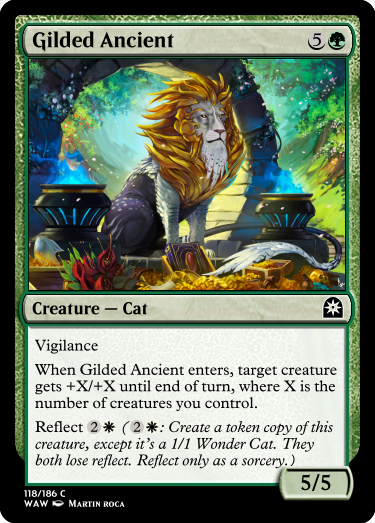 Gilded Ancient 5
Creature — Cat
Vigilance
When Gilded Ancient enters, target creature
gets +X/+X until end of turn, where X is the
number of creatures you control.
Reflect 2 ( 2 : Create a token copy of this
creature, except it's a 1/1 Wonder Cat. They
both lose reflect. Reflect only as a sorcery.)
5/5
118/186 C
WAW MARTIN ROCA